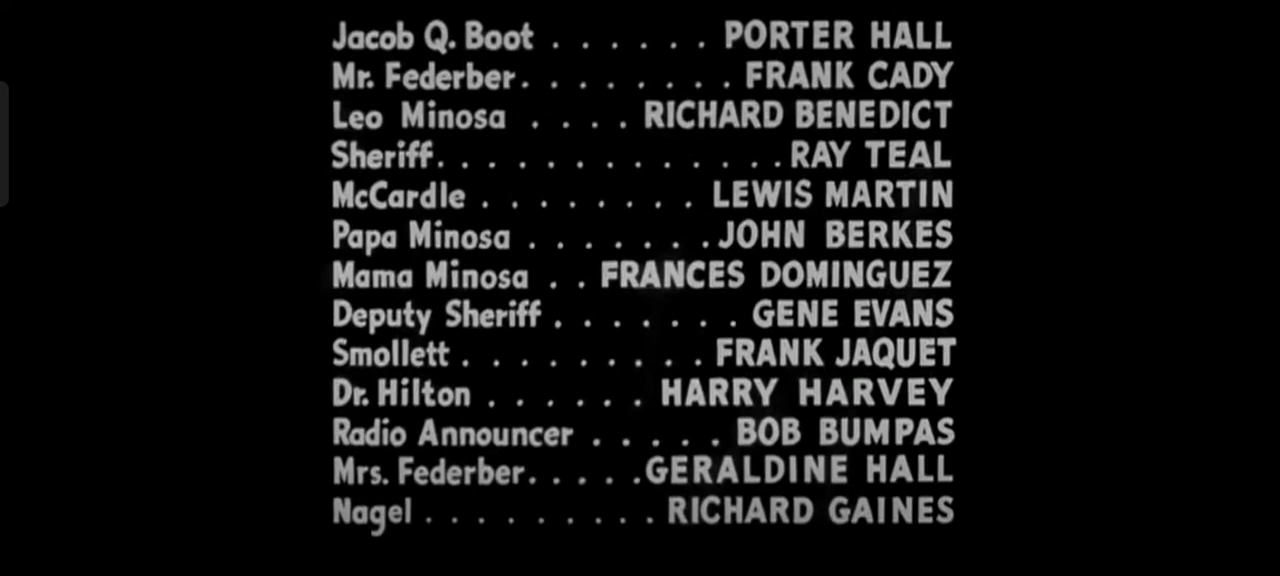 Jacob Q. Boot . . . . . . PORTER HALL
Mr. Federber. . . . . . . . FRANK CADY
Leo Minosa . . . . RICHARD BENEDICT
Sheriff. . . . . . . . . . . . . RAY TEAL
McCardle . . . . . . . . LEWIS MARTIN
Papa Minosa . . . . . . . JOHN BERKES
Mama Minosa . . FRANCES DOMINGUEZ
Deputy Sheriff . . . . . . . GENE EVANS
Smollett . . . . . . . . . FRANK JAQUET
Dr. Hilton . . . . . . HARRY HARVEY
Radio Announcer . . . . . BOB BUMPAS
Mrs. Federber. . . . .GERALDINE HALL
Nagel . . . . . . . . . . RICHARD GAINES